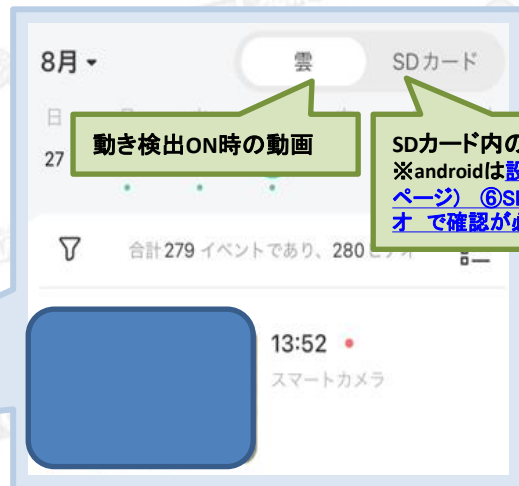 8月
雲 SDカード
日
27
動き検出ON時の動画
SDカード内の
※androidは設
ページ) ⑥SD
オ で確認が必
合計279 イベントであり、280
13:52
スマートカメラ